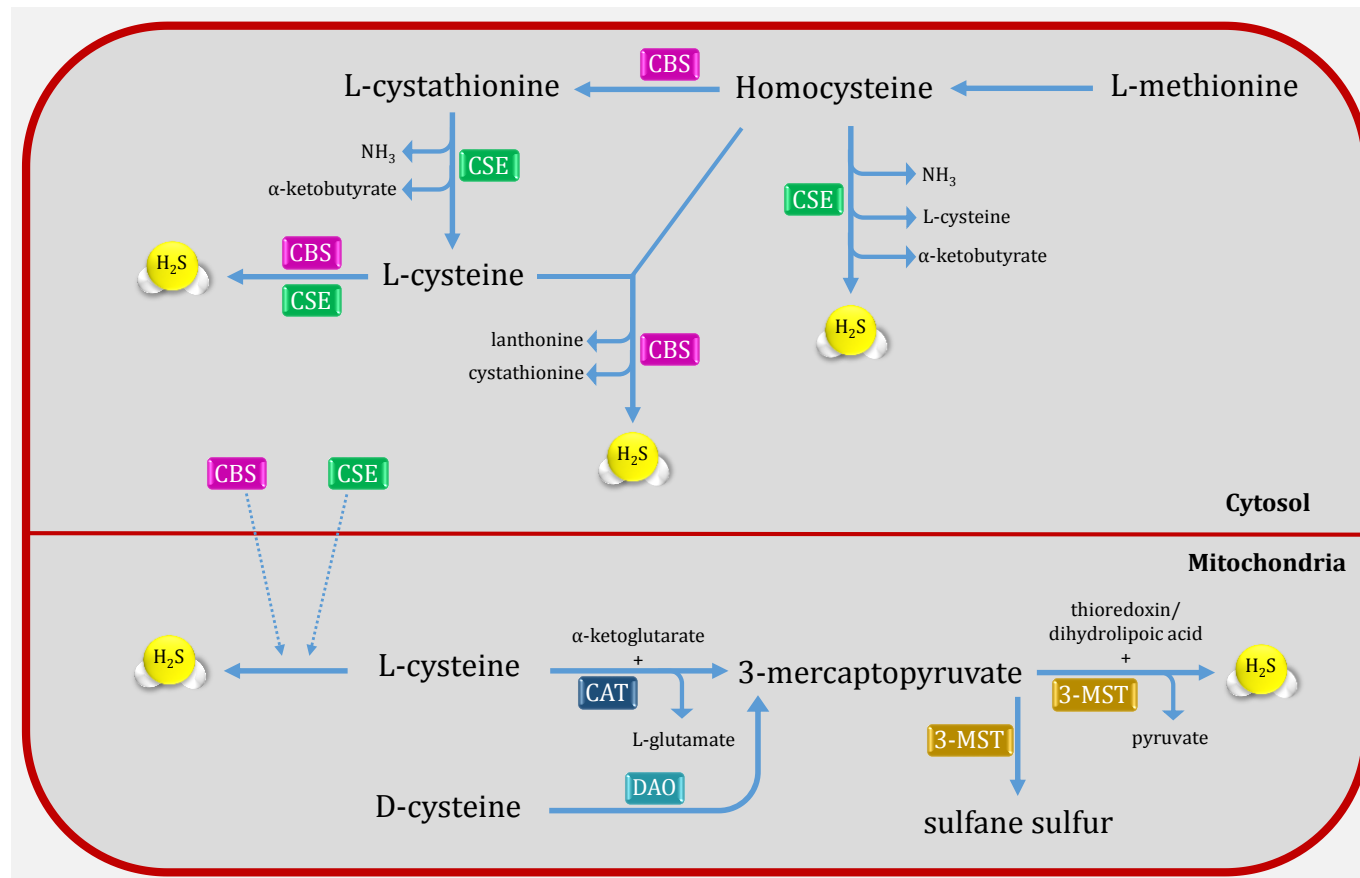 CBS
L-cystathionine
Homocysteine
L-methionine
NH₃
CSE
α-ketobutyrate
CSE
NH₃
L-cysteine
α-ketobutyrate
H₂S
CBS
CSE
L-cysteine
lanthonine
cystathionine
CBS
H₂S
H₂S
CBS
CSE
Cytosol
Mitochondria
H₂S
L-cysteine
α-ketoglutarate
+
CAT
L-glutamate
3-mercaptopyruvate
thioredoxin/
dihydrolipoic acid
+
3-MST
pyruvate
H₂S
3-MST
D-cysteine
DAO
sulfane sulfur